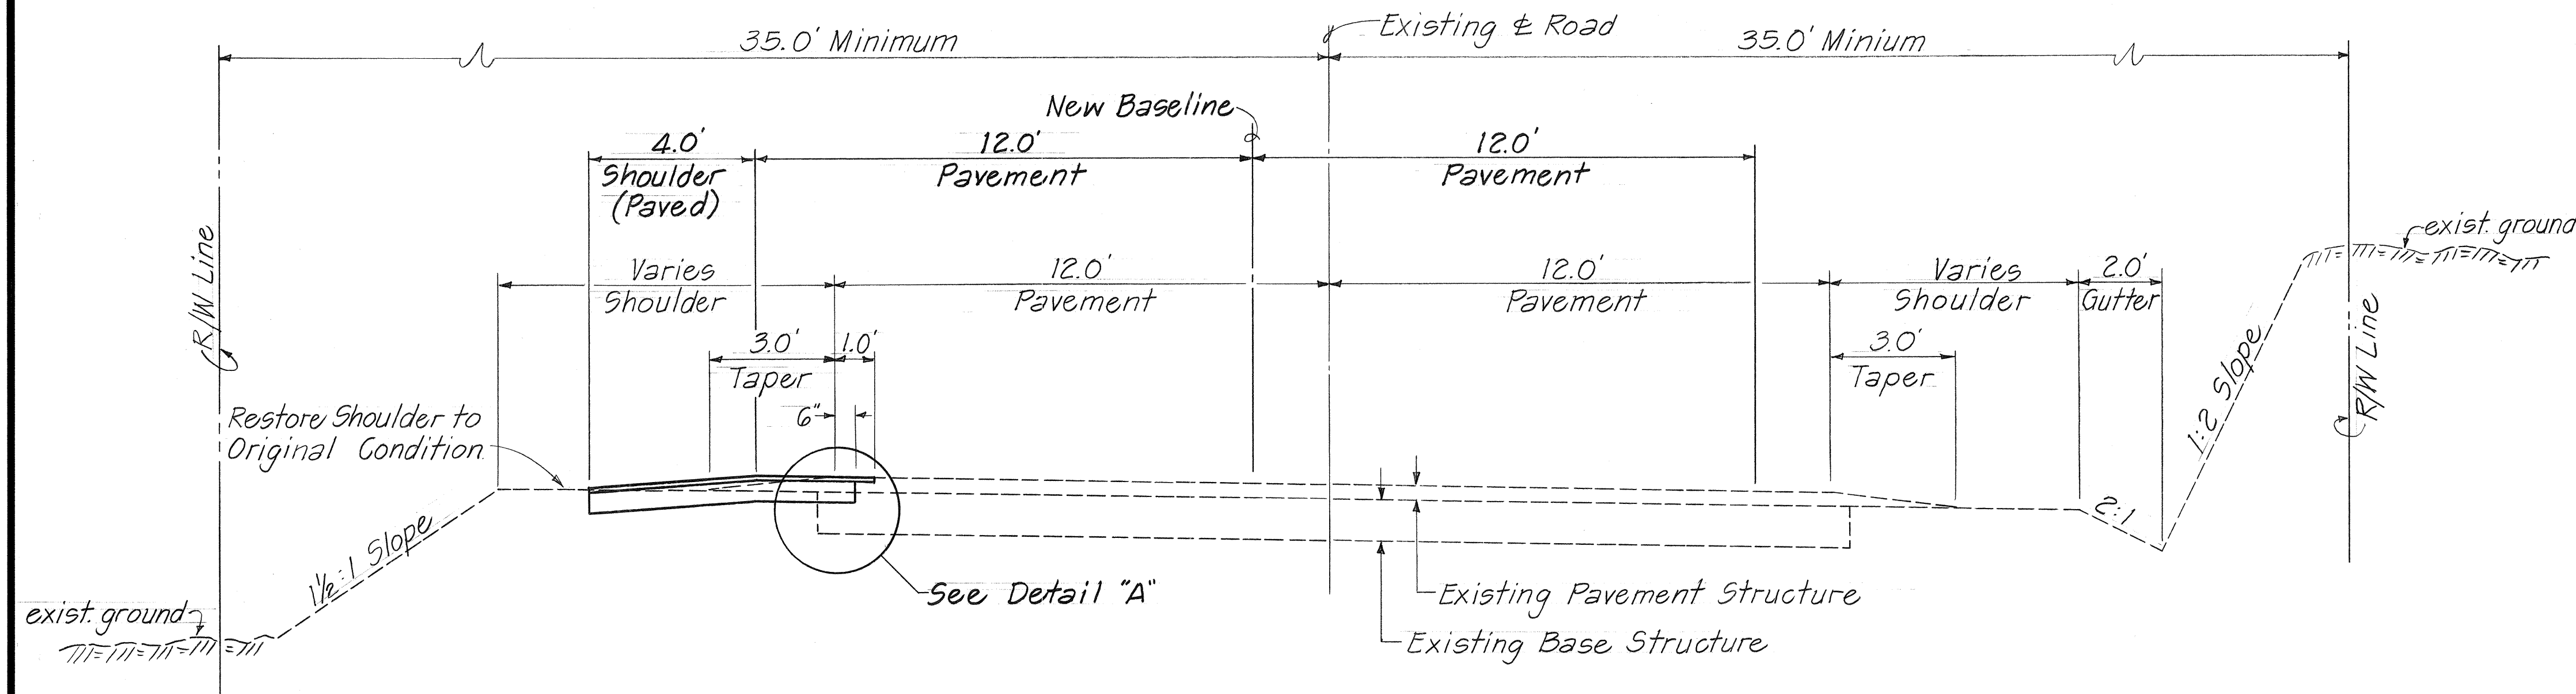 Existing ℄ Road
35.0' Minimum
35.0' Minium
New Baseline
4.0'
Shoulder
(Paved)
12.0'
Pavement
12.0'
Pavement
R/W Line
exist. ground
Varies
Shoulder
12.0'
Pavement
12.0'
Pavement
Varies
Shoulder
2.0'
Gutter
3.0'
Taper
1.0'
3.0'
Taper
6"
1:2 Slope
R/W Line
Restore Shoulder to
Original Condition
2:1
1½:1 Slope
See Detail "A"
Existing Pavement Structure
exist. ground
Existing Base Structure